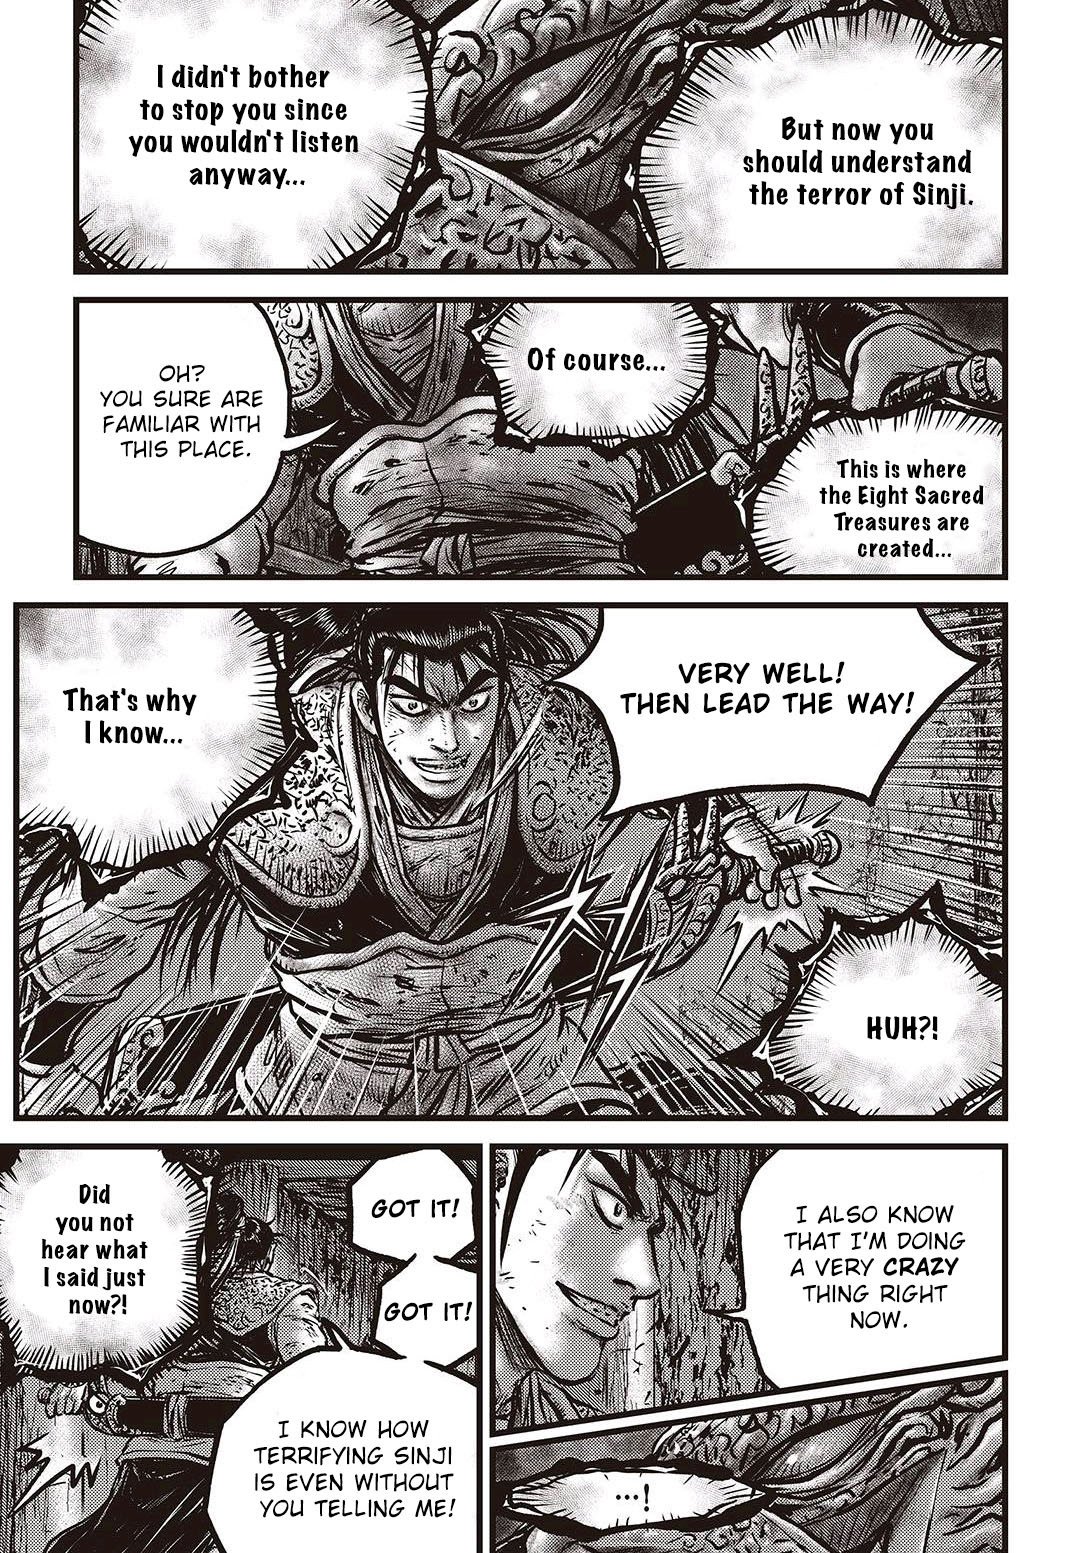 I didn't bother
to stop you since
you wouldn't listen
anyway...
But now you
should understand
the terror of Sinji.
OH?
YOU SURE ARE
FAMILIAR WITH
THIS PLACE.
Of course...
This is where
the Eight Sacred
Treasures are
created...
That's why
I know...
VERY WELL!
THEN LEAD THE WAY!
HUH?!
Did
you not
hear what
I said just
now?!
GOT IT!
GOT IT!
I KNOW HOW
TERRIFYING SINJI
IS EVEN WITHOUT
YOU TELLING ME!
I ALSO KNOW
THAT I'M DOING
A VERY CRAZY
THING RIGHT
NOW.
...!